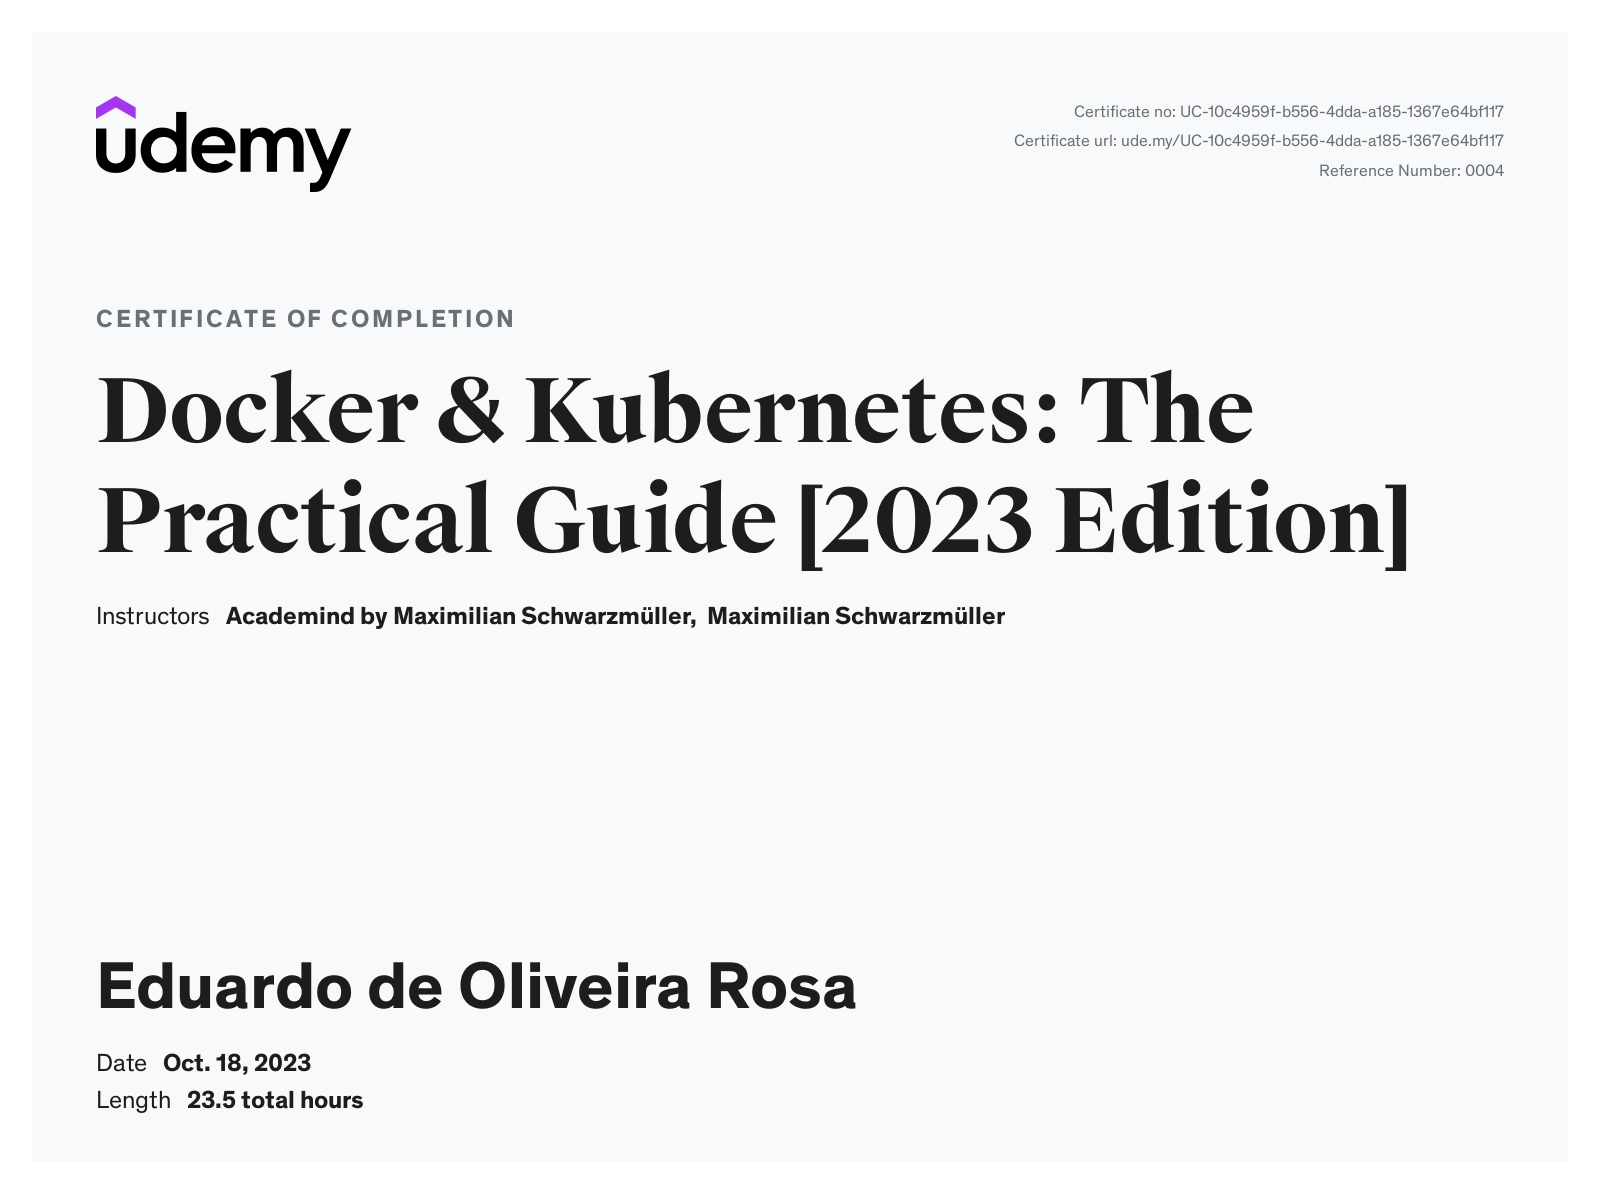 udemy
Certificate no: UC-10c4959f-b556-4dda-a185-1367e64bf117
Certificate url: ude.my/UC-10c4959f-b556-4dda-a185-1367e64bf117
Reference Number: 0004
CERTIFICATE OF COMPLETION
Docker & Kubernetes: The
Practical Guide [2023 Edition]
Instructors Academind by Maximilian Schwarzmüller, Maximilian Schwarzmüller
Eduardo de Oliveira Rosa
Date Oct. 18, 2023
Length 23.5 total hours